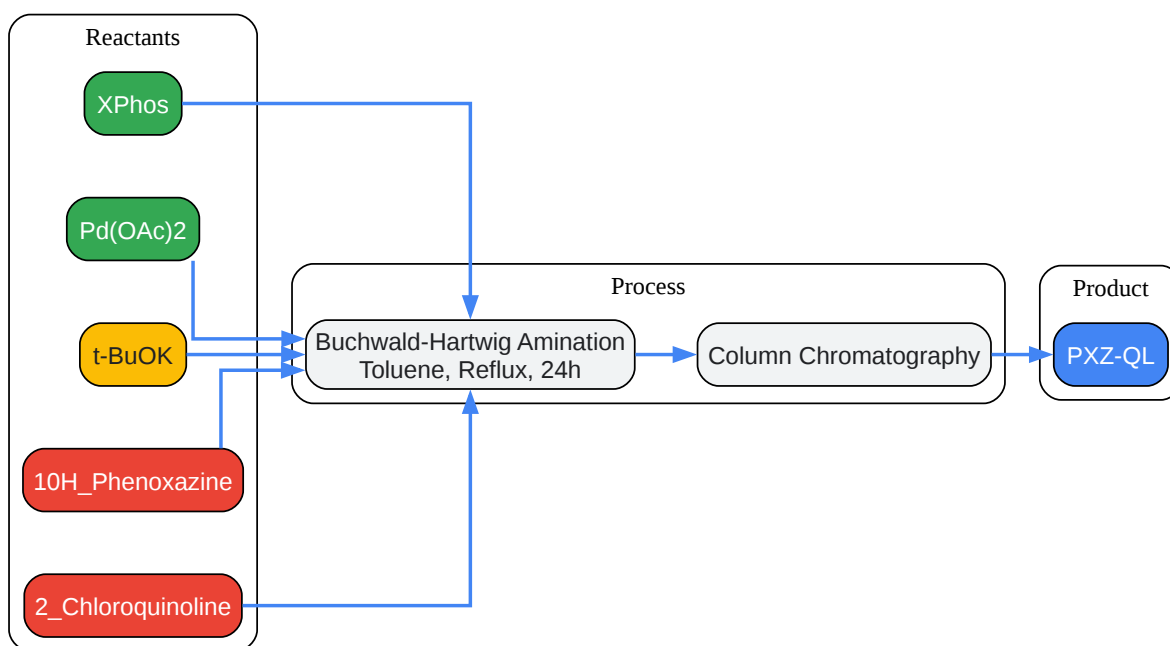 Reactants
XPhos
Pd(OAc)2
t-BuOK
10H_Phenoxazine
2_Chloroquinoline
Process
Buchwald-Hartwig Amination
Toluene, Reflux, 24h
Column Chromatography
Product
PXZ-QL